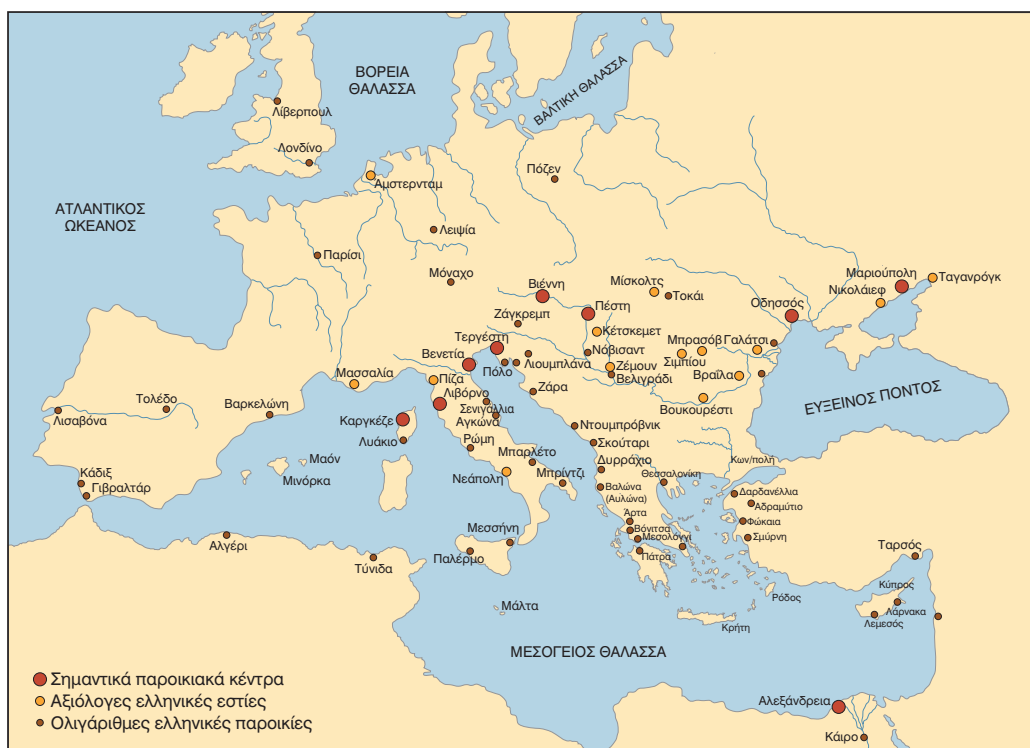 ΒΟΡΕΙΑ
ΘΑΛΑΣΣΑ
ΒΑΛΤΙΚΗ ΘΑΛΑΣΣΑ
Λίβερπουλ
Λονδίνο
Αμστερνταμ
Πόζεν
ΑΤΛΑΝΤΙΚΟΣ
ΩΚΕΑΝΟΣ
Λειψία
Παρίσι
Μόναχο
Βιέννη
Μίσκολτς
Τοκάι
Μαριούπολη
Ταγανρόγκ
Νικολάιεφ
Οδησσός
Πέστη
Ζάγκρεμπ
Κέτσκεμετ
Τεργέστη
Βενετία
Νόβισαντ
Μπρασόβ
Γαλάτσι
Λιουμπλάνα
Πόλο
Ζέμουν
Σιμπίου
Βελιγράδι
Βραΐλα
Μασσαλία
Πίζα
Λιβόρνο
Ζάρα
Βουκουρέστι
ΕΥΞΕΙΝΟΣ ΠΟΝΤΟΣ
Τολέδο
Λισαβόνα
Βαρκελώνη
Καργκέζε
Λυάκιο
Σενιγάλλια
Αγκώνα
Ντουμπρόβνικ
Ρώμη
Σκούταρι
Μπαρλέτο
Μπρίντζι
Νεάπολη
Δυρράχιο
Θεσσαλονίκη
Κων/πολή
Μαόν
Μινόρκα
Κάδιξ
Γιβραλτάρ
Βαλώνα
(Αυλώνα)
Δαρδανέλλια
Αδραμύτιο
Άρτα
Βόνιτσα
Φώκαια
Μεσολόγγι
Σμύρνη
Πάτρα
Μεσσήνη
Παλέρμο
Αλγέρι
Τύνιδα
Ταρσός
Κύπρος
Λάρνακα
Λεμεσός
Ρόδος
Κρήτη
Μάλτα
ΜΕΣΟΓΕΙΟΣ ΘΑΛΑΣΣΑ
Αλεξάνδρεια
Κάιρο
Σημαντικά παροικιακά κέντρα
Αξιόλογες ελληνικές εστίες
Ολιγάριθμες ελληνικές παροικίες